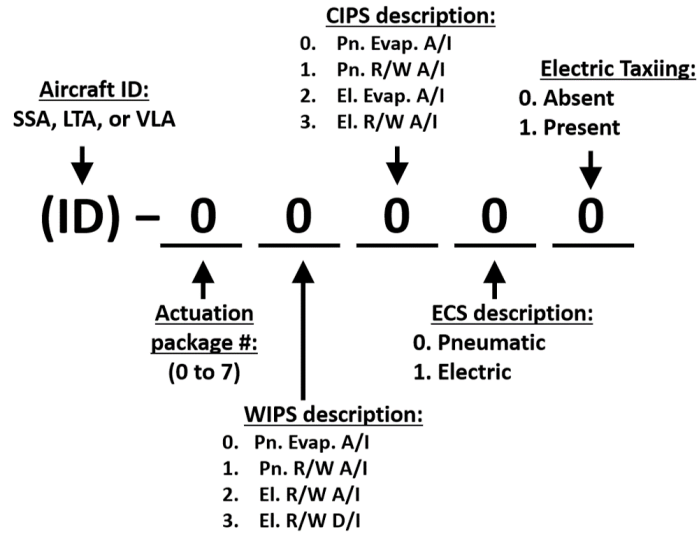 CIPS description:
0. Pn. Evap. A/I
1. Pn. R/W A/I
2. El. Evap. A/I
3. El. R/W A/I
Electric Taxiing:
0. Absent
1. Present
Aircraft ID:
SSA, LTA, or VLA
(ID) – 0 0 0 0 0
Actuation
package #:
(0 to 7)
ECS description:
0. Pneumatic
1. Electric
WIPS description:
0. Pn. Evap. A/I
1. Pn. R/W A/I
2. El. R/W A/I
3. El. R/W D/I